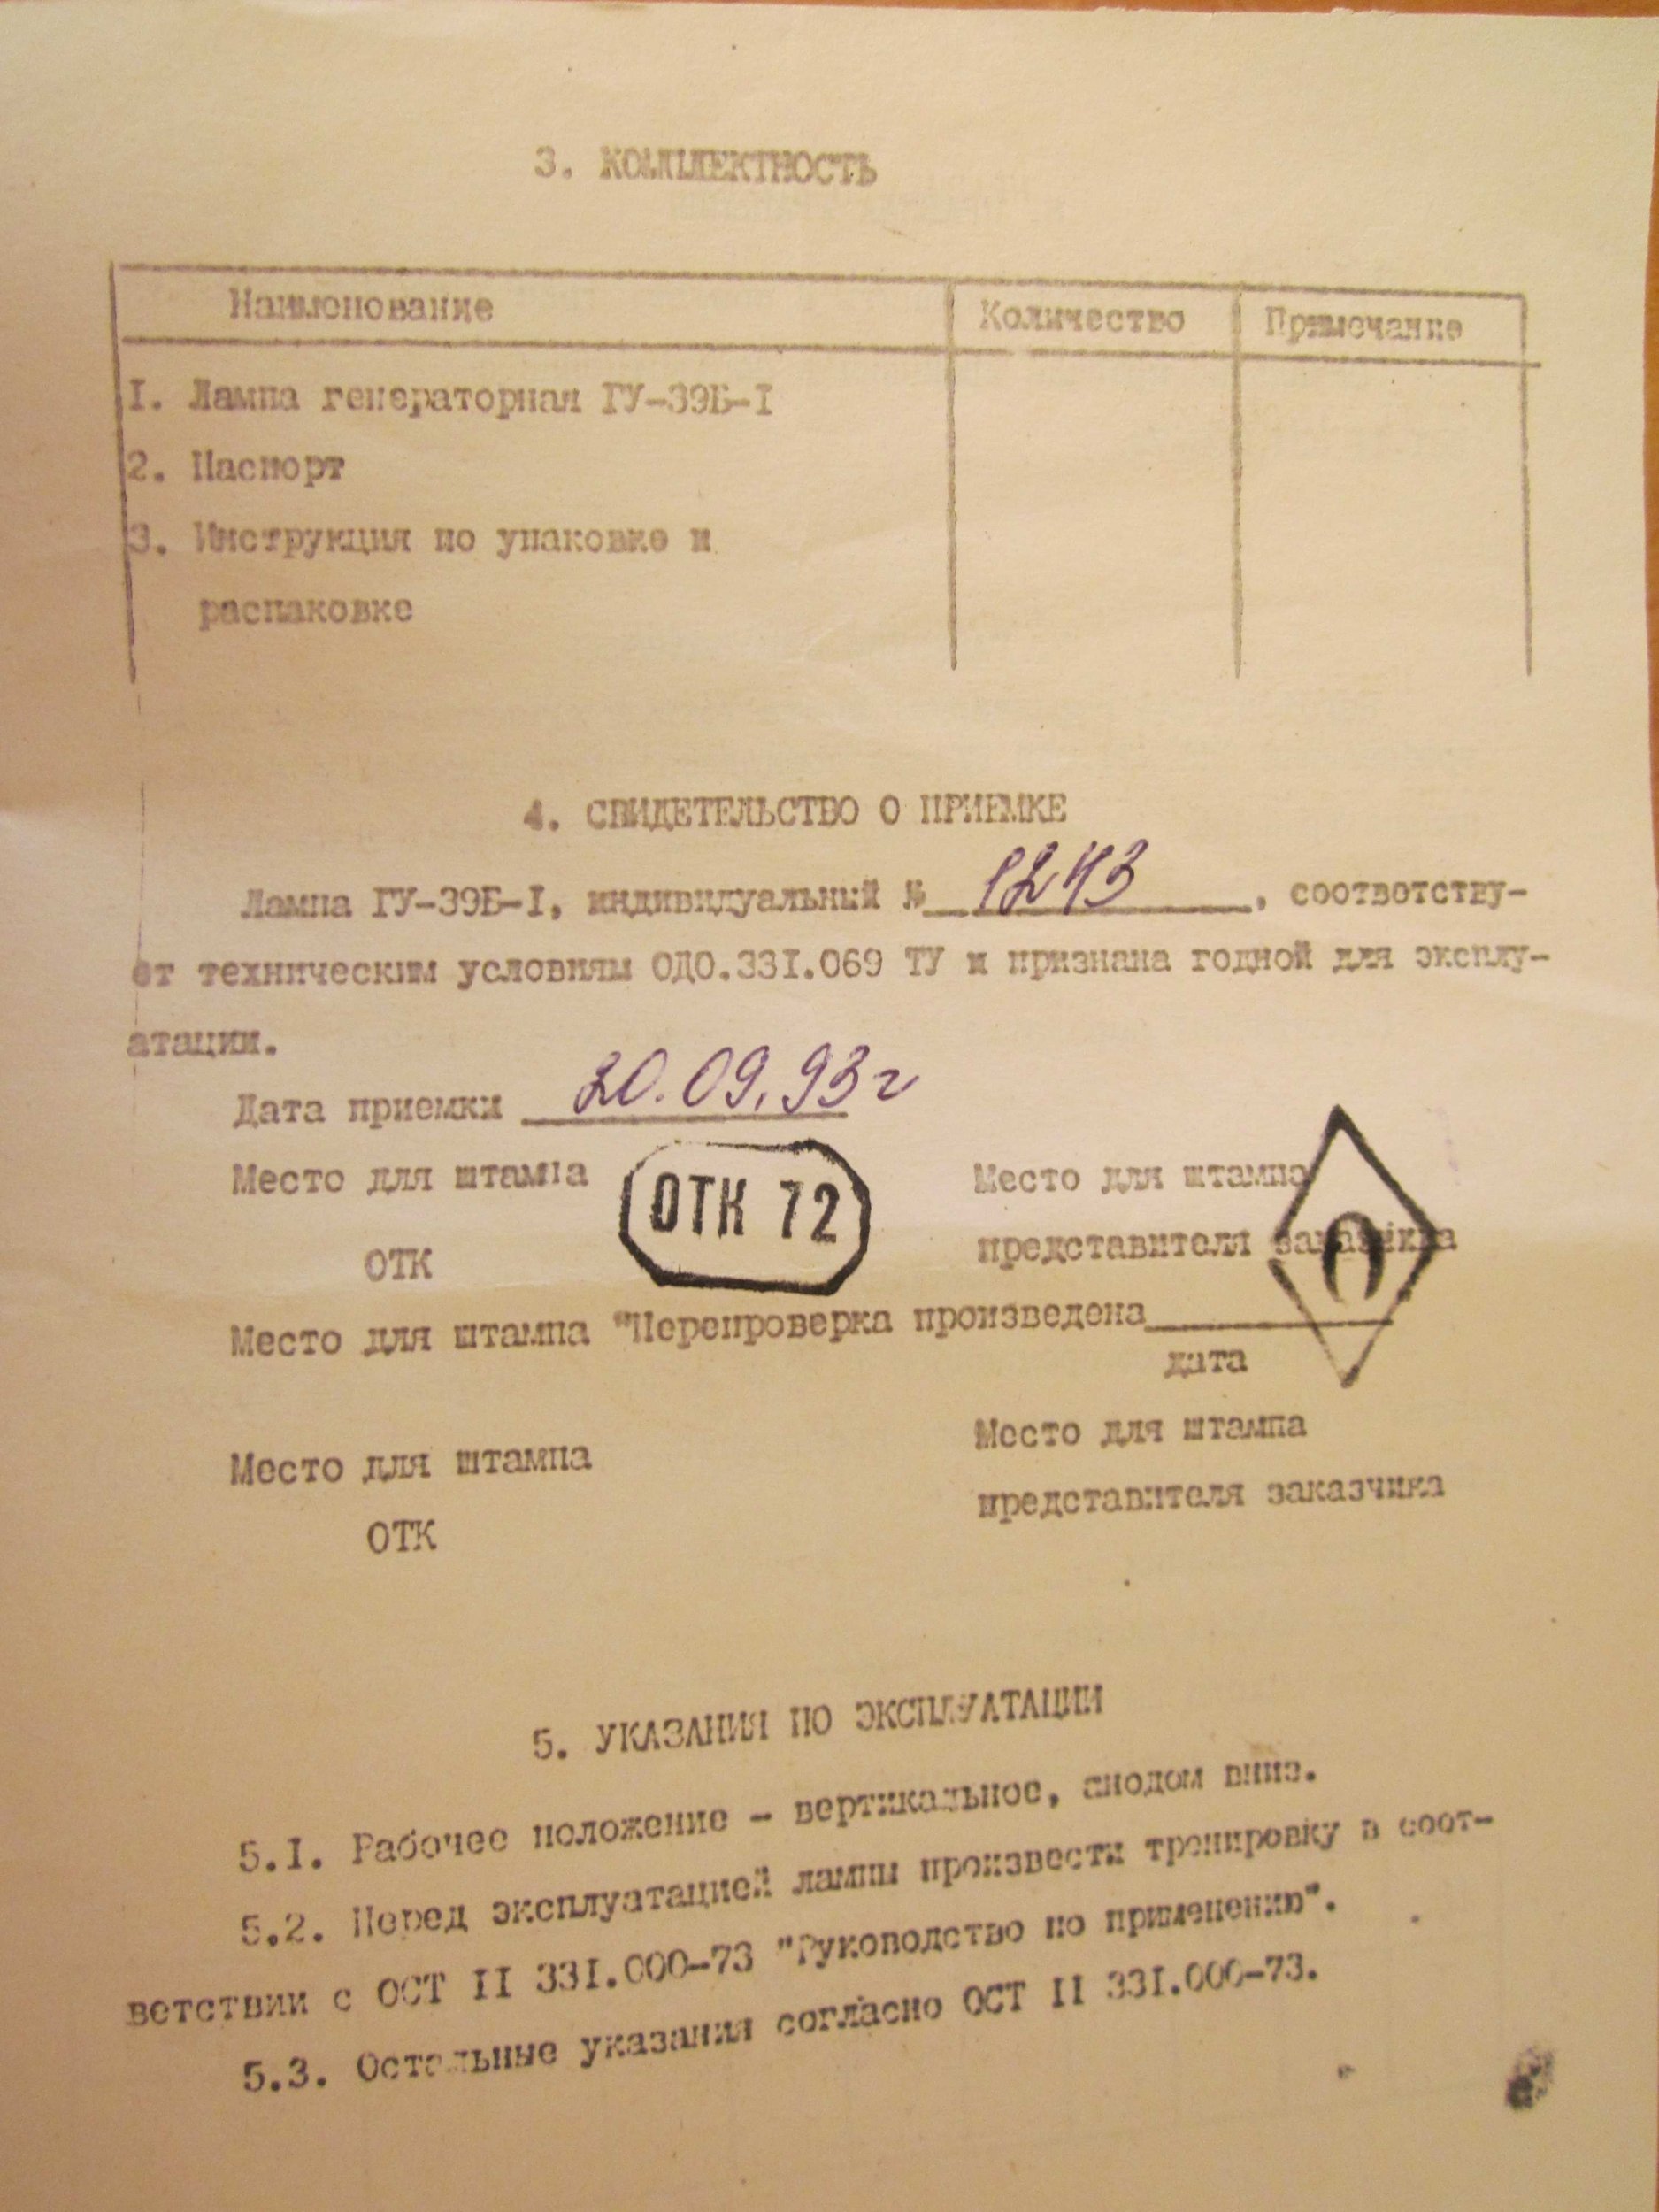 3. КОМПЛЕКТНОСТЬ
Наименование Количество Примечание
I. Лампа генераторная ГУ-39Б-I
2. Паспорт
3. Инструкция по упаковке и
распаковке
4. СВИДЕТЕЛЬСТВО О ПРИЕМКЕ
Лампа ГУ-39Б-I, индивидуальный № 1243, соответству-
ет техническим условиям ОДО.33I.069 ТУ и признана годной для эксплу-
атации.
Дата приемки 20.09.93г
Место для штампа
ОТК
ОТК 72
Место для штампа
представителя заказчика
Место для штампа "Перепроверка произведена
дата
Место для штампа
ОТК
Место для штампа
представителя заказчика
5. УКАЗАНИЯ ПО ЭКСПЛУАТАЦИИ
5.I. Рабочее положение - вертикальное, анодом вниз.
5.2. Перед эксплуатацией лампы произвести тренировку в соот-
ветствии с ОСТ II 33I.000-73 "Руководство по применению".
5.3. Остальные указания согласно ОСТ II 33I.000-73.